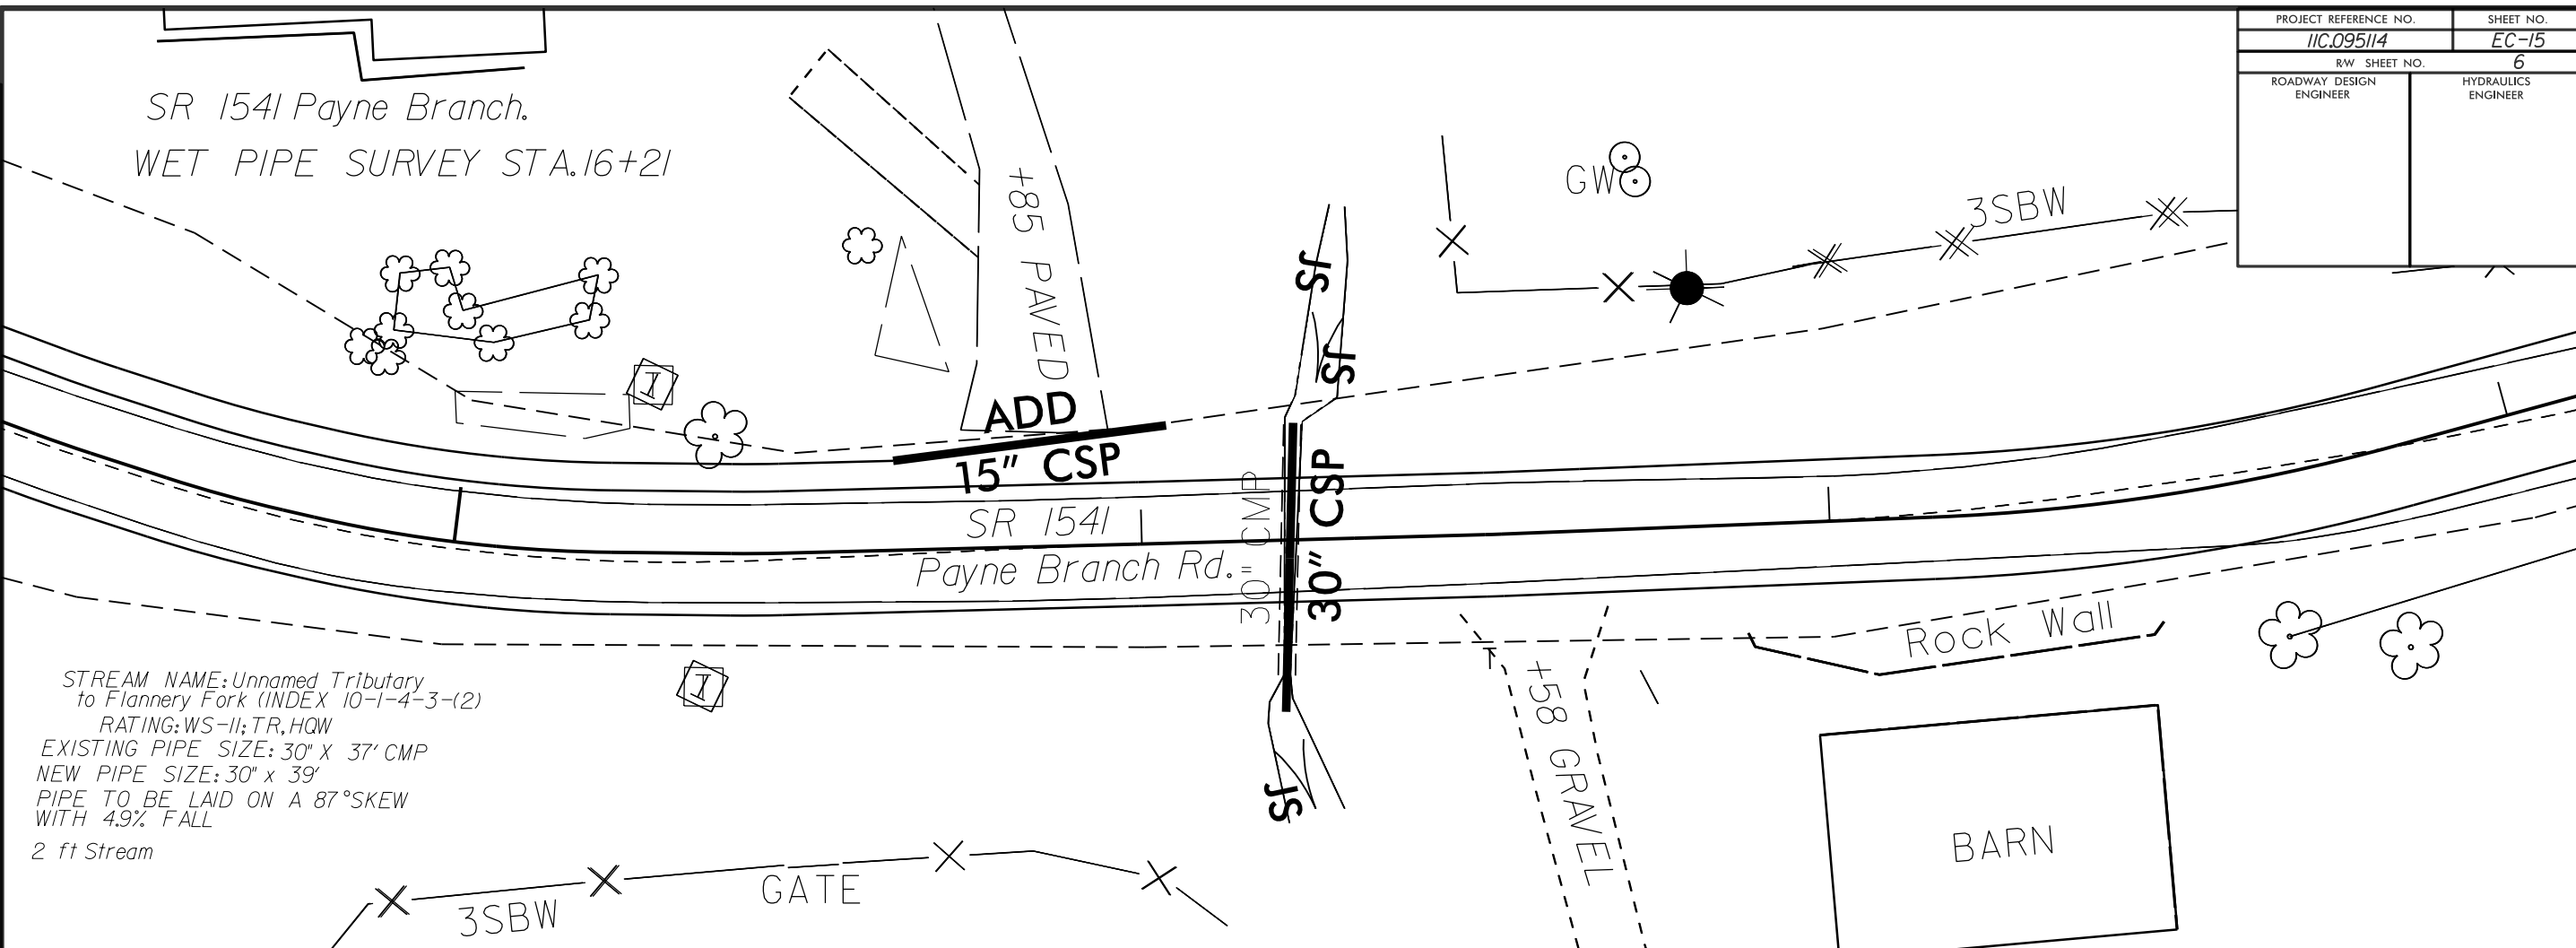 PROJECT REFERENCE NO. SHEET NO.
11C.095114 EC-15
RW SHEET NO. 6
ROADWAY DESIGN
ENGINEER
HYDRAULICS
ENGINEER
SR 1541 Payne Branch.
WET PIPE SURVEY STA.16+21
+85 PAVED
GW
3SBW
JS
JS
ADD
15" CSP
30" CMP
30" CSP
SR 1541
Payne Branch Rd.
Rock Wall
T
+58 GRAVEL
STREAM NAME: Unnamed Tributary
to Flannery Fork (INDEX 10-1-4-3-(2)
RATING: WS-II; TR, HQW
EXISTING PIPE SIZE: 30" X 37' CMP
NEW PIPE SIZE: 30" x 39'
PIPE TO BE LAID ON A 87° SKEW
WITH 4.9% FALL
2 ft Stream
JS
BARN
GATE
3SBW